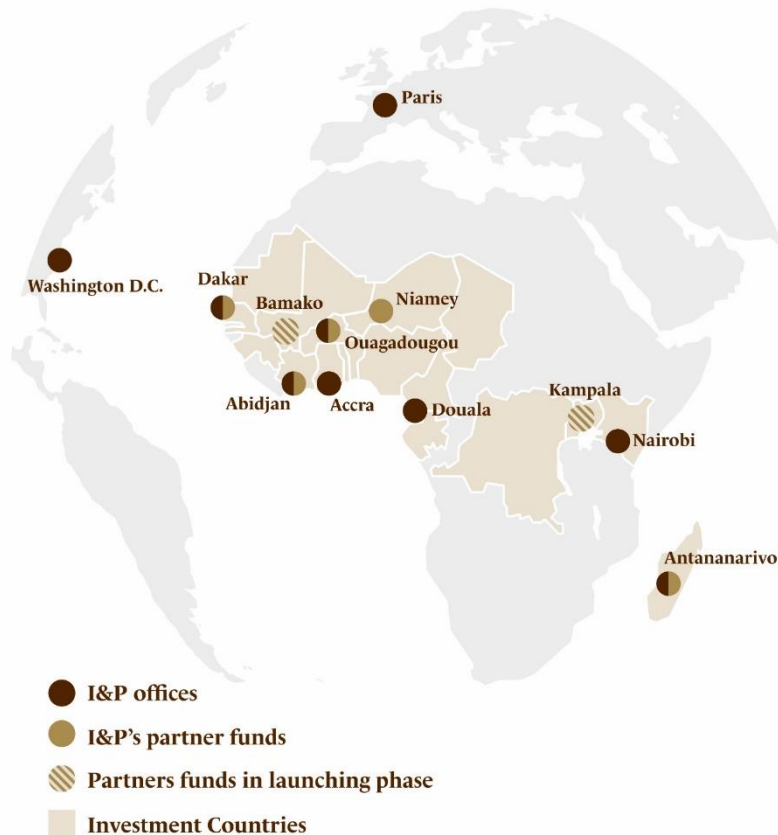 Paris
Washington D.C.
Dakar
Bamako
Niamey
Ouagadougou
Abidjan
Accra
Douala
Kampala
Nairobi
Antananarivo
I&P offices
I&P's partner funds
Partners funds in launching phase
Investment Countries